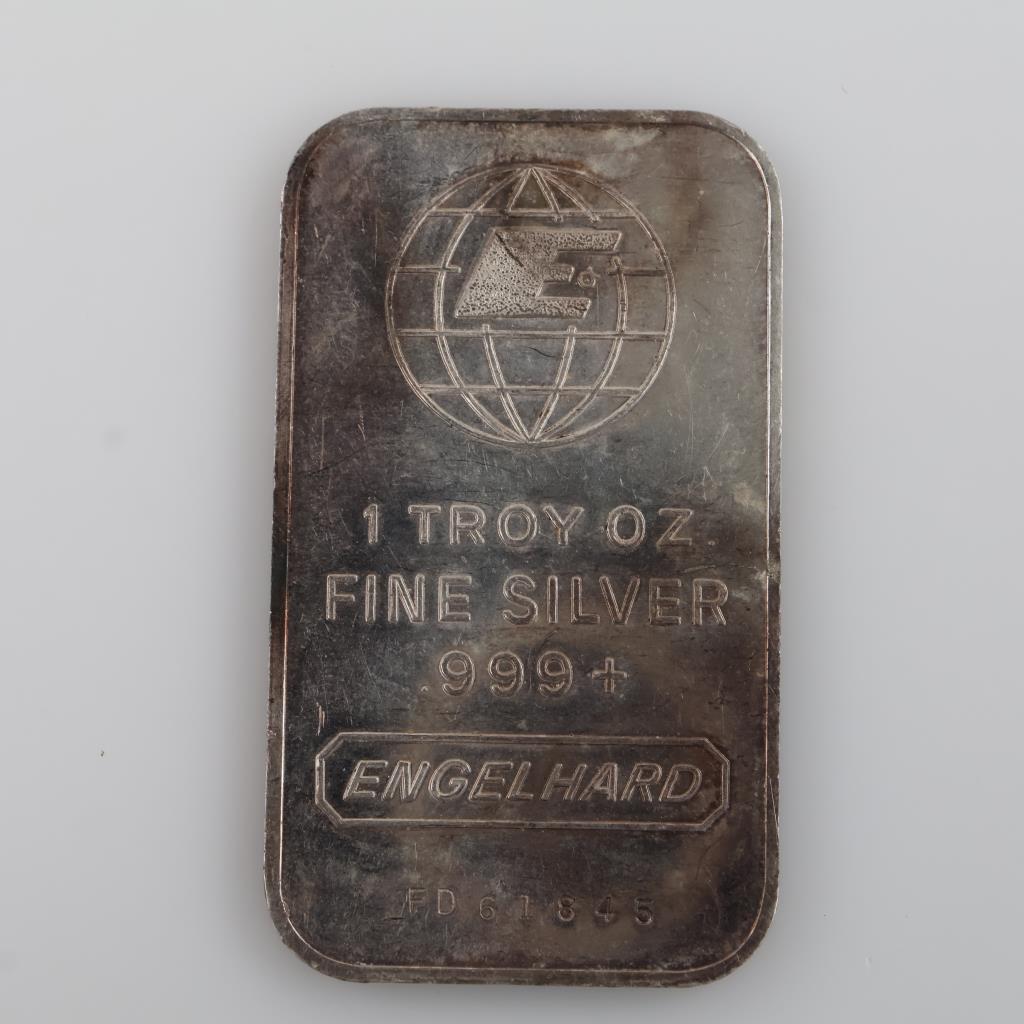 E
1 TROY OZ.
FINE SILVER
.999+
ENGELHARD
FD 61845